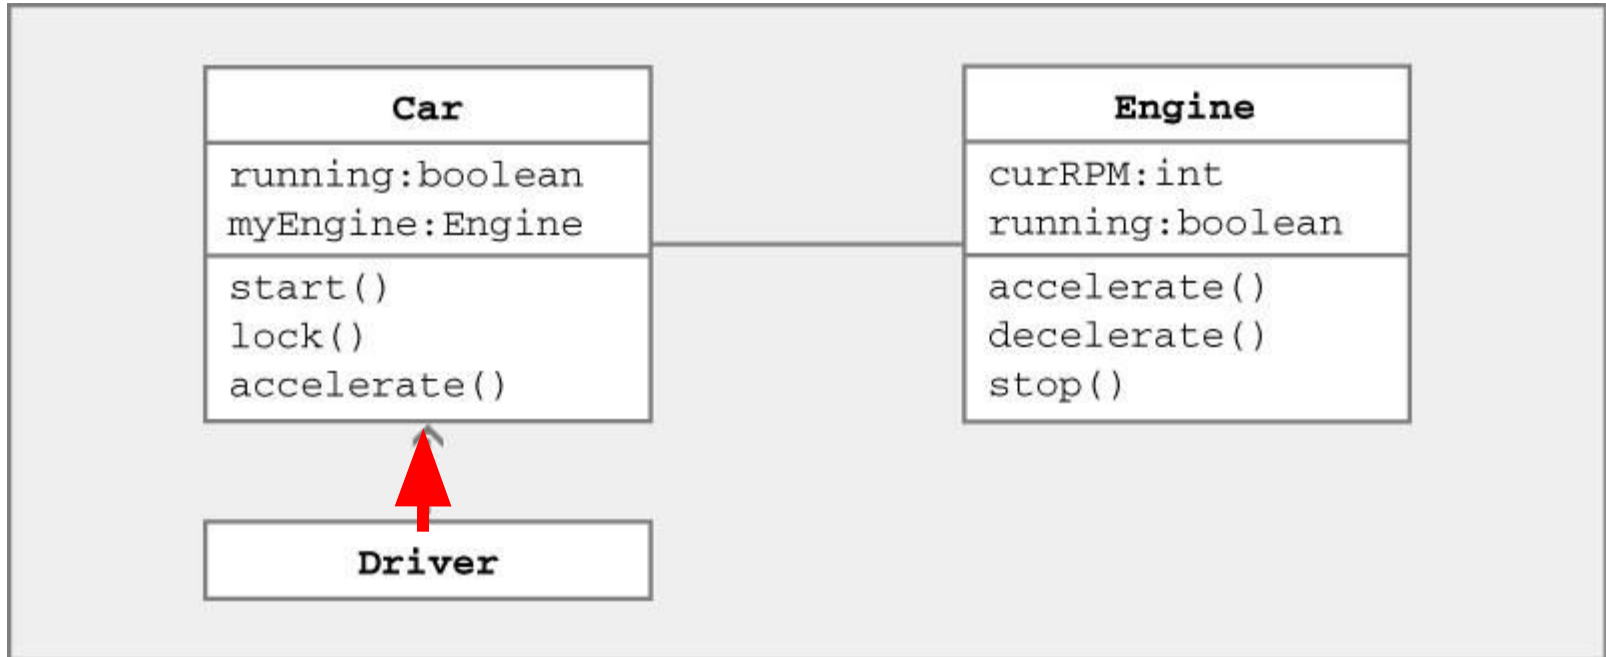 Car
running:boolean
myEngine:Engine
start()
lock()
accelerate()
Engine
curRPM:int
running:boolean
accelerate()
decelerate()
stop()
Driver